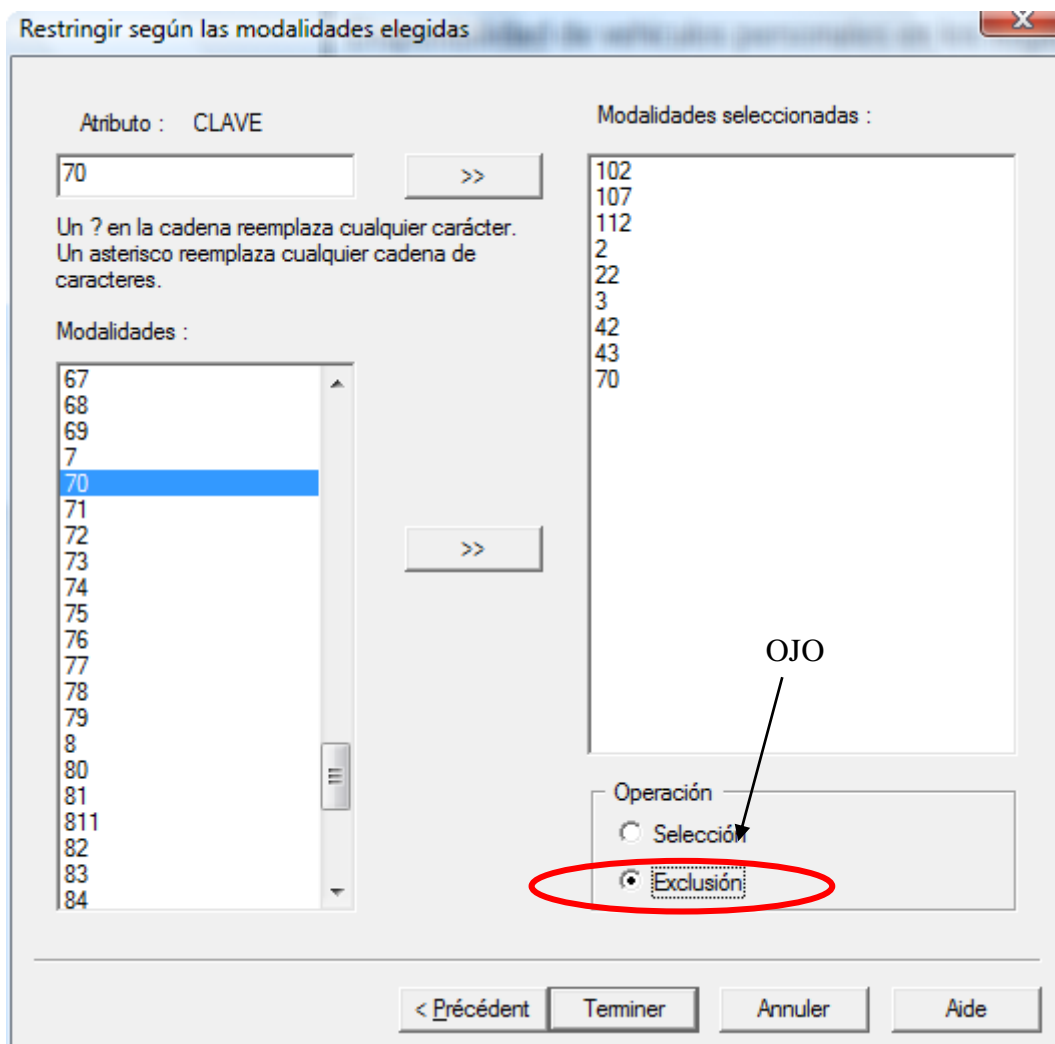 Restringir según las modalidades elegidas
X
Atributo : CLAVE
70
>>
Un ? en la cadena reemplaza cualquier carácter.
Un asterisco reemplaza cualquier cadena de
caracteres.
Modalidades :
67
68
69
7
70
71
72
73
74
75
76
77
78
79
8
80
81
811
82
83
84
>>
Modalidades seleccionadas :
102
107
112
2
22
3
42
43
70
OJO
Operación
Selección
Exclusión
< Précédent
Terminer
Annuler
Aide